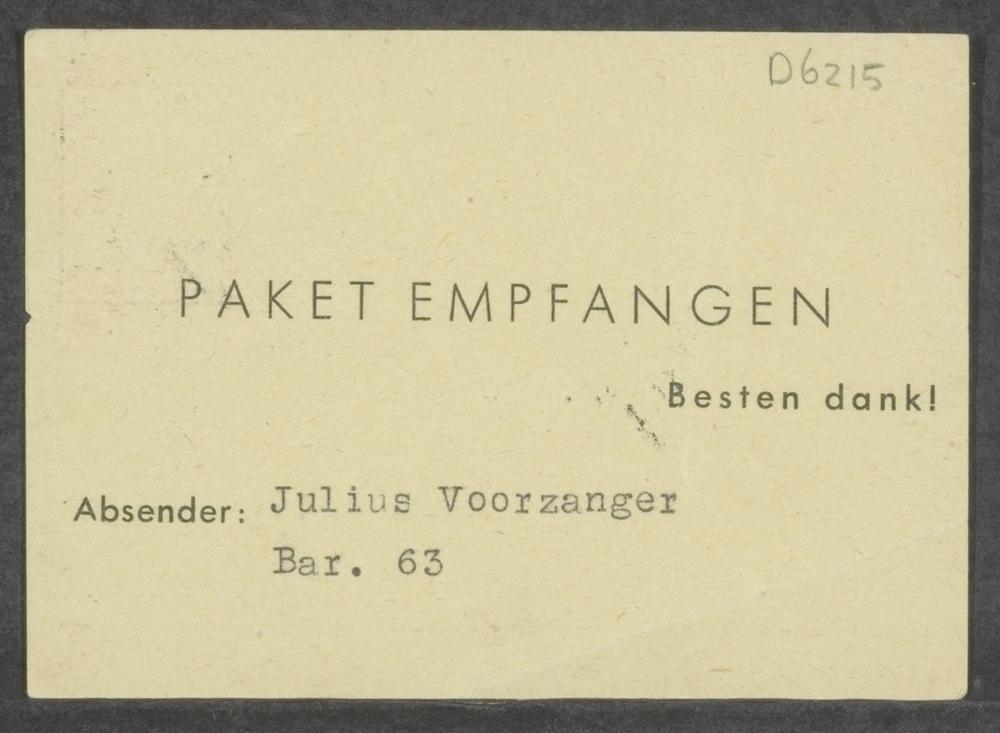 D6215
PAKET EMPFANGEN
Besten dank!
Absender: Julius Voorzanger
Bar. 63